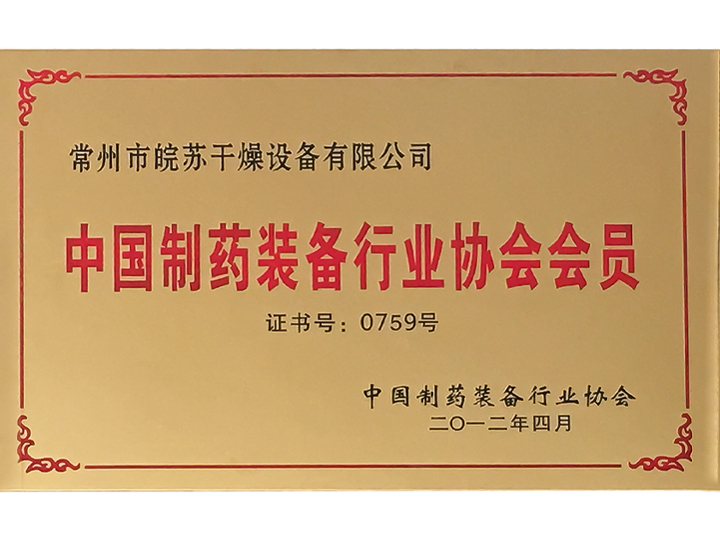 常州市皖苏干燥设备有限公司
中国制药装备行业协会会员
证书号：0759号
中国制药装备行业协会
二〇一二年四月